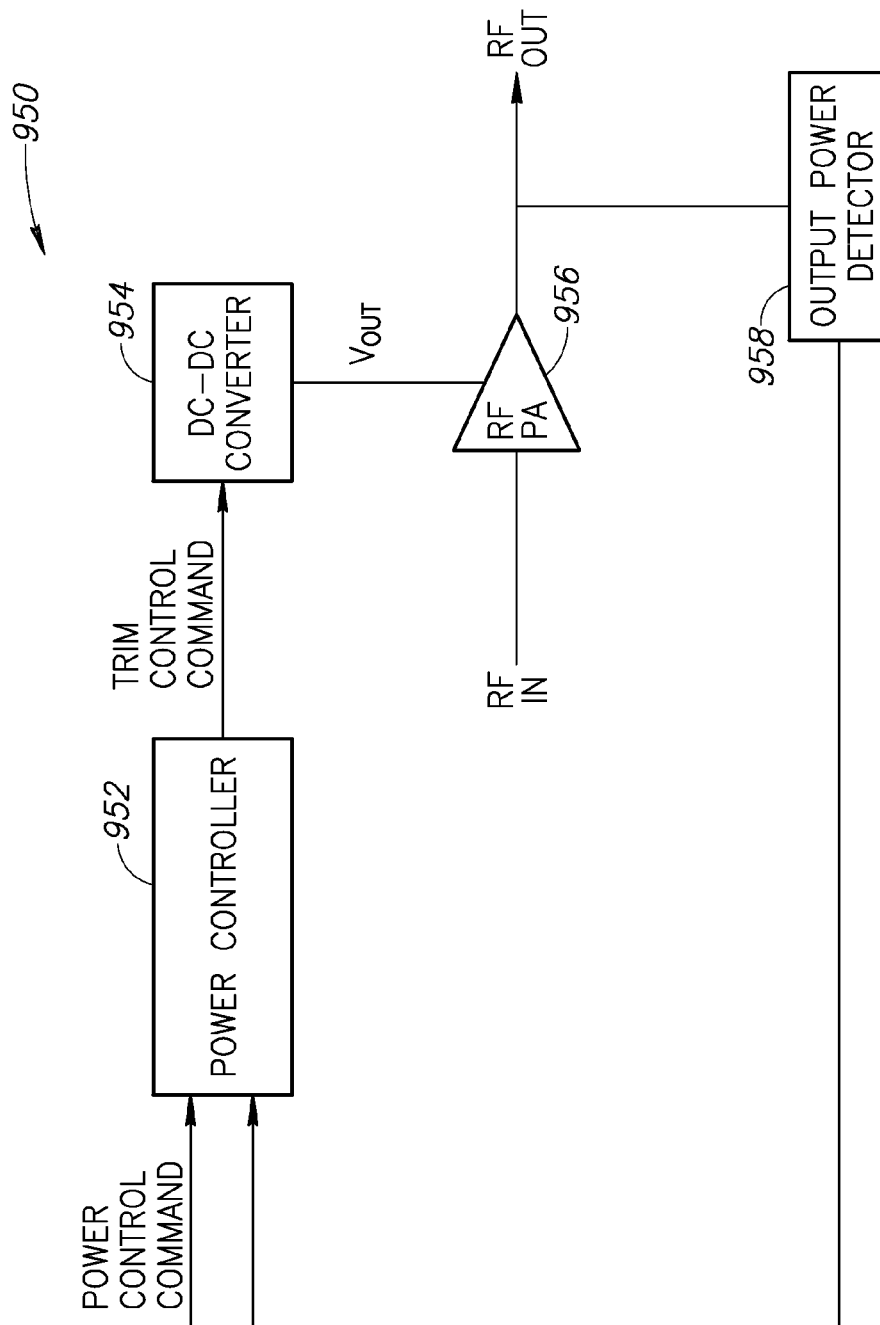 950
POWER
CONTROL
COMMAND
952
POWER CONTROLLER
TRIM
CONTROL
COMMAND
954
DC-DC
CONVERTER
VOUT
RF
IN
RF
PA
956
RF
OUT
958
OUTPUT POWER
DETECTOR